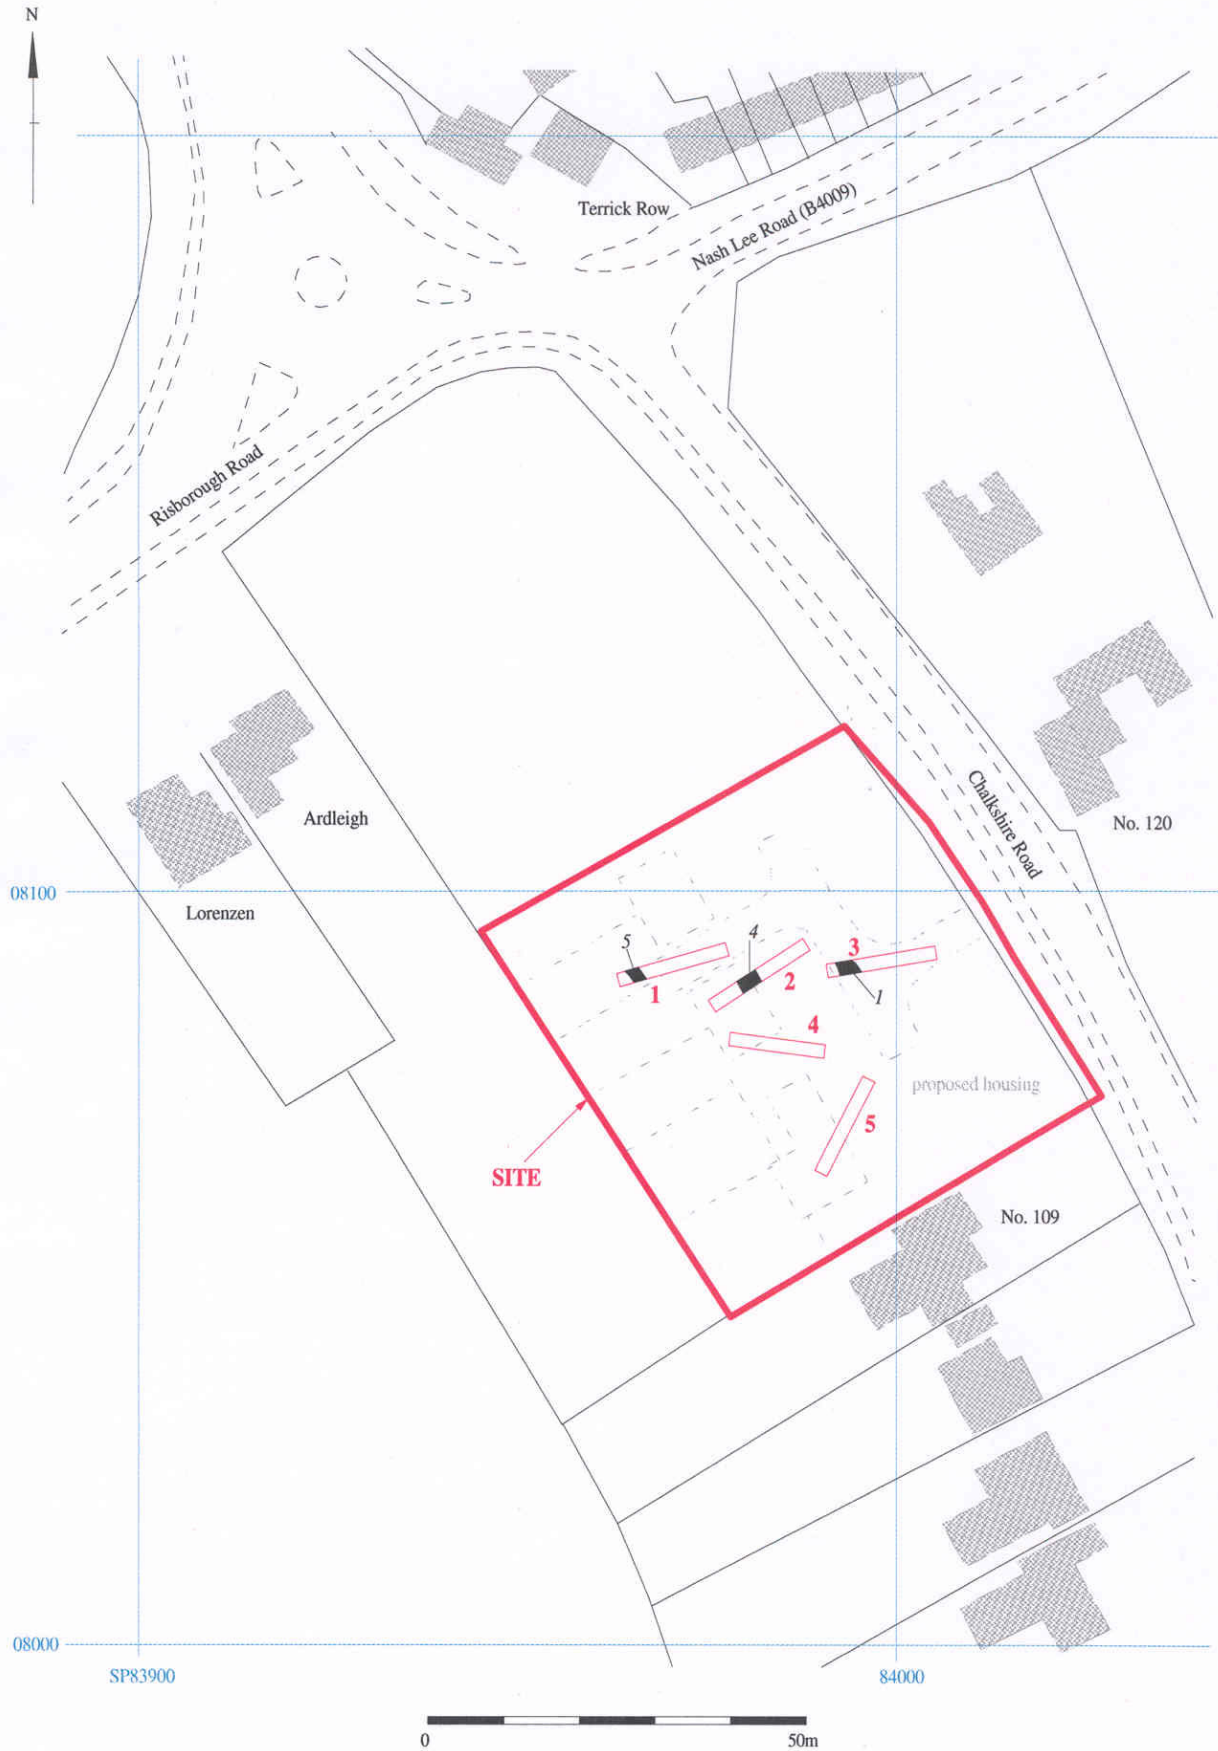 N
Terrick Row
Nash Lee Road (B4009)
Risborough Road
Ardleigh
Chalkshire Road
No. 120
08100
Lorenzen
5
4
3
1
2
1
4
proposed housing
5
SITE
No. 109
08000
SP83900
84000
0
50m